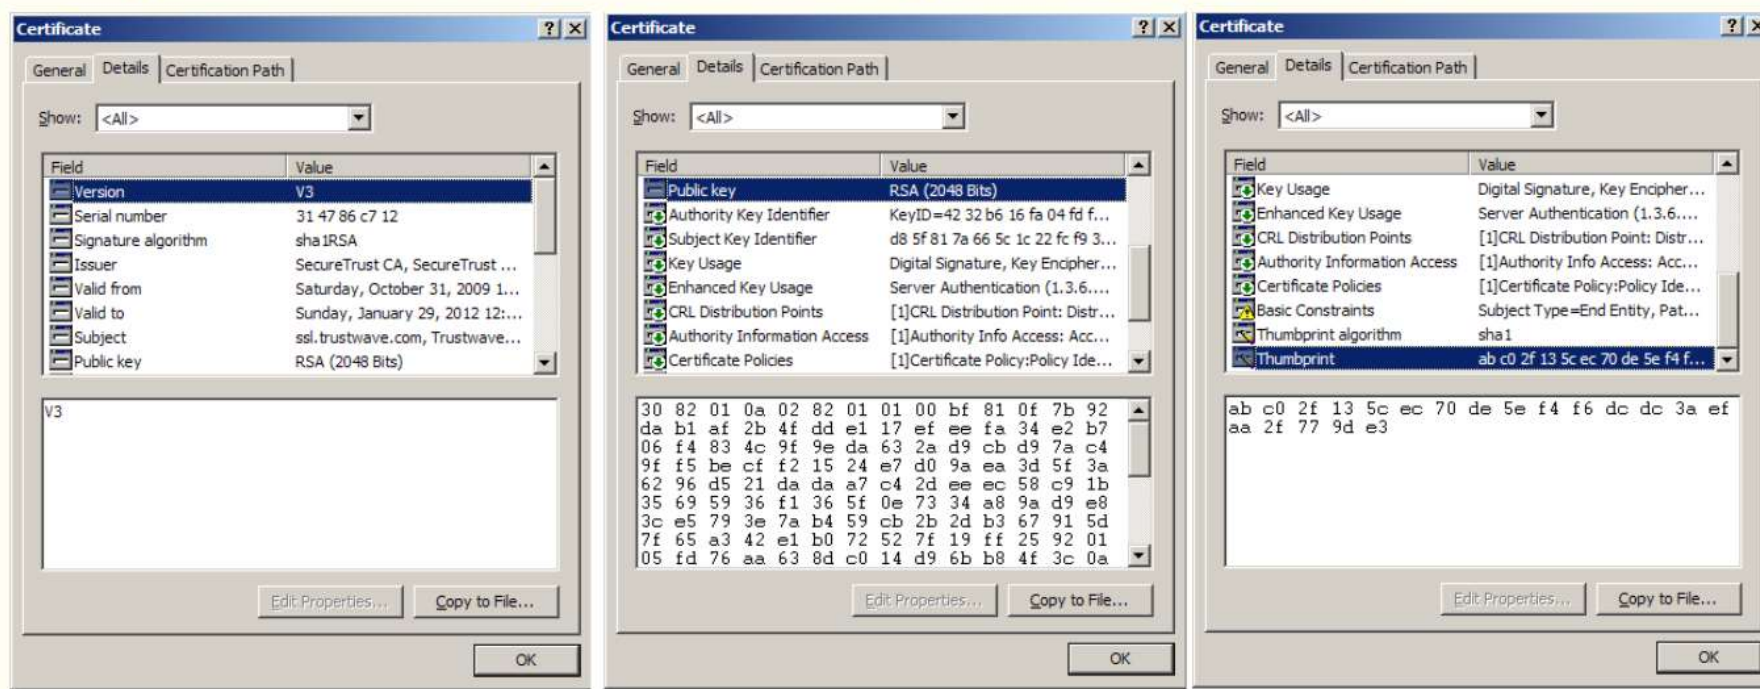 Certificate
General Details Certification Path
Show: <All>
Field Value
Version V3
Serial number 31 47 86 c7 12
Signature algorithm sha1RSA
Issuer SecureTrust CA, SecureTrust ...
Valid from Saturday, October 31, 2009 1...
Valid to Sunday, January 29, 2012 12:...
Subject ssl.trustwave.com, Trustwave...
Public key RSA (2048 Bits)
V3
Edit Properties... Copy to File...
OK
Certificate
General Details Certification Path
Show: <All>
Field Value
Public key RSA (2048 Bits)
Authority Key Identifier KeyID=42 32 b6 16 fa 04 fd f...
Subject Key Identifier d8 5f 81 7a 66 5c 1c 22 fc f9 3...
Key Usage Digital Signature, Key Encipher...
Enhanced Key Usage Server Authentication (1.3.6....
CRL Distribution Points [1]CRL Distribution Point: Distr...
Authority Information Access [1]Authority Info Access: Acc...
Certificate Policies [1]Certificate Policy:Policy Ide...
30 82 01 0a 02 82 01 01 00 bf 81 0f 7b 92
da b1 af 2b 4f dd e1 17 ef ee fa 34 e2 b7
06 f4 83 4c 9f 9e da 63 2a d9 cb d9 7a c4
9f f5 be cf f2 15 24 e7 d0 9a ea 3d 5f 3a
62 96 d5 21 da da a7 c4 2d ee ec 58 c9 1b
35 69 59 36 f1 36 5f 0e 73 34 a8 9a d9 e8
3c e5 79 3e 7a b4 59 cb 2b 2d b3 67 91 5d
7f 65 a3 42 e1 b0 72 52 7f 19 ff 25 92 01
05 fd 76 aa 63 8d c0 14 d9 6b b8 4f 3c 0a
Edit Properties... Copy to File...
OK
Certificate
General Details Certification Path
Show: <All>
Field Value
Key Usage Digital Signature, Key Encipher...
Enhanced Key Usage Server Authentication (1.3.6....
CRL Distribution Points [1]CRL Distribution Point: Distr...
Authority Information Access [1]Authority Info Access: Acc...
Certificate Policies [1]Certificate Policy:Policy Ide...
Basic Constraints Subject Type=End Entity, Pat...
Thumbprint algorithm sha1
Thumbprint ab c0 2f 13 5c ec 70 de 5e f4 f...
ab c0 2f 13 5c ec 70 de 5e f4 f6 dc dc 3a ef
aa 2f 77 9d e3
Edit Properties... Copy to File...
OK